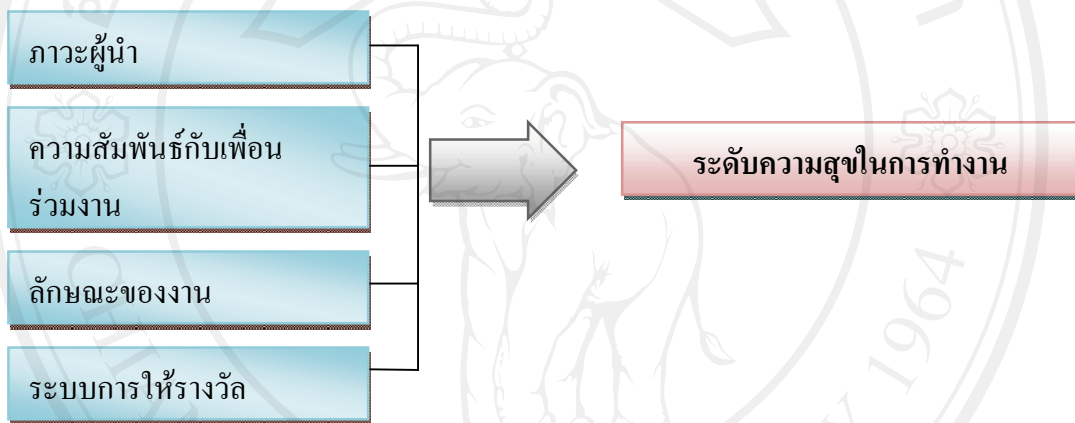 ภาวะผู้นำ
ความสัมพันธ์กับเพื่อน
ร่วมงาน
ลักษณะของงาน
ระบบการให้รางวัล
ระดับความสุขในการทำงาน
1964